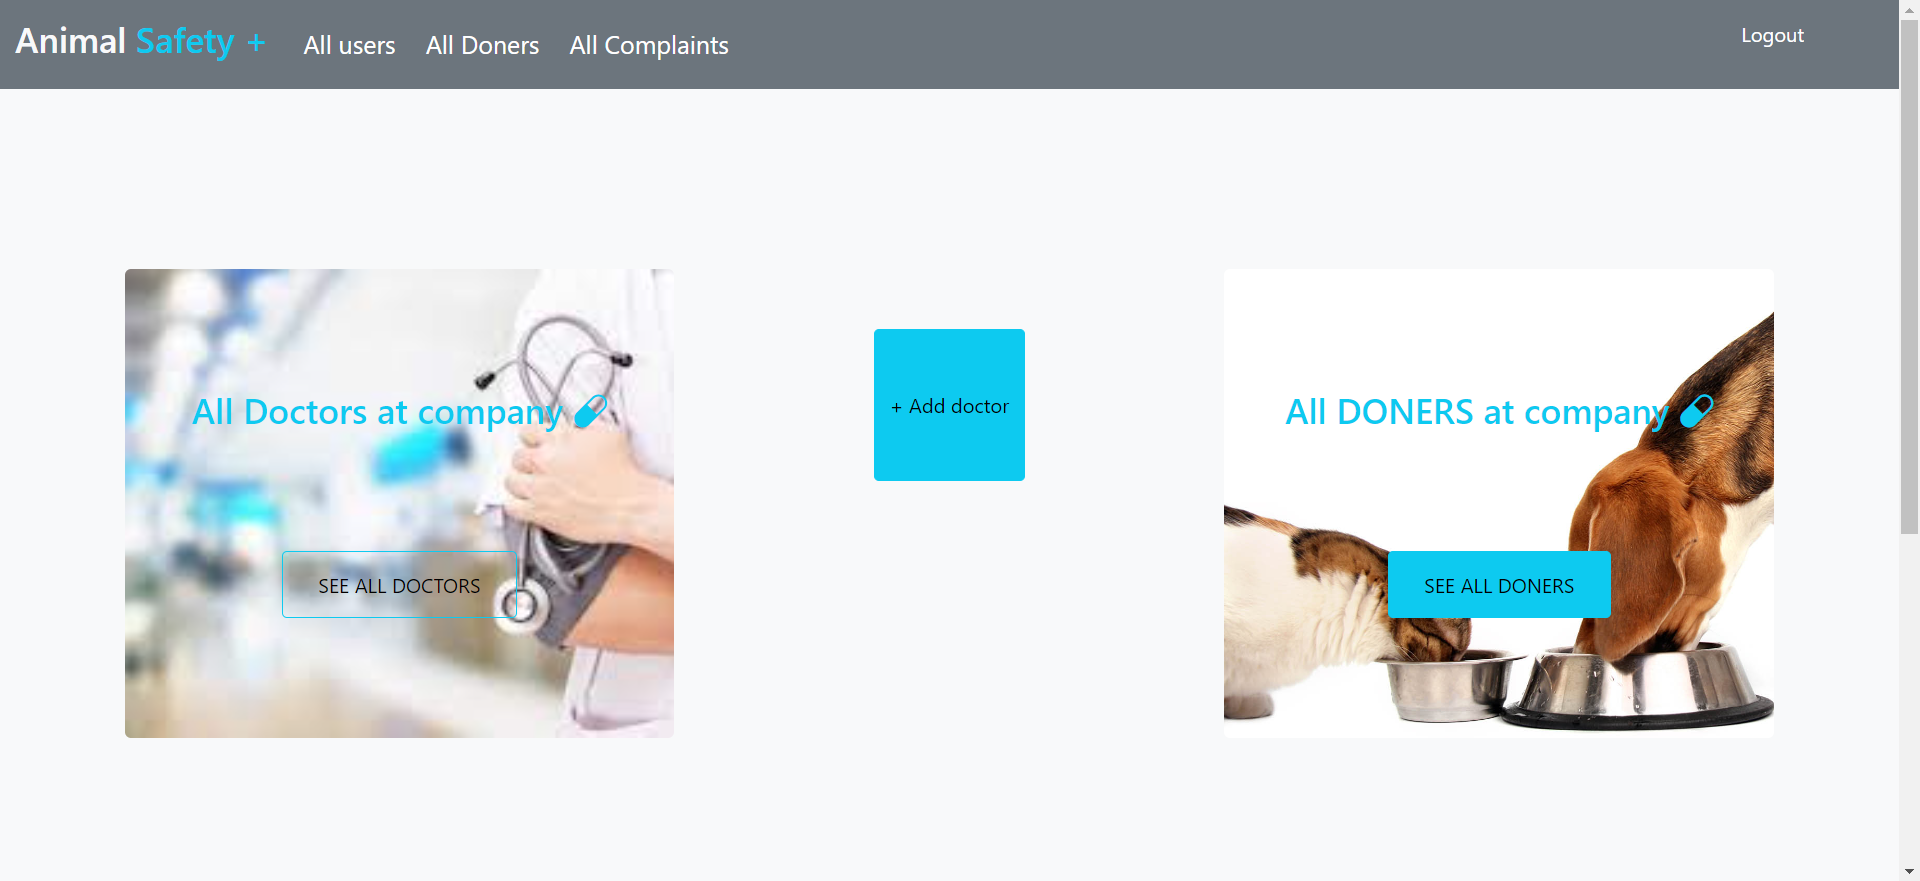 Animal Safety +
All users
All Doners
All Complaints
Logout
All Doctors at company
SEE ALL DOCTORS
+ Add doctor
All DONERS at company
SEE ALL DONERS